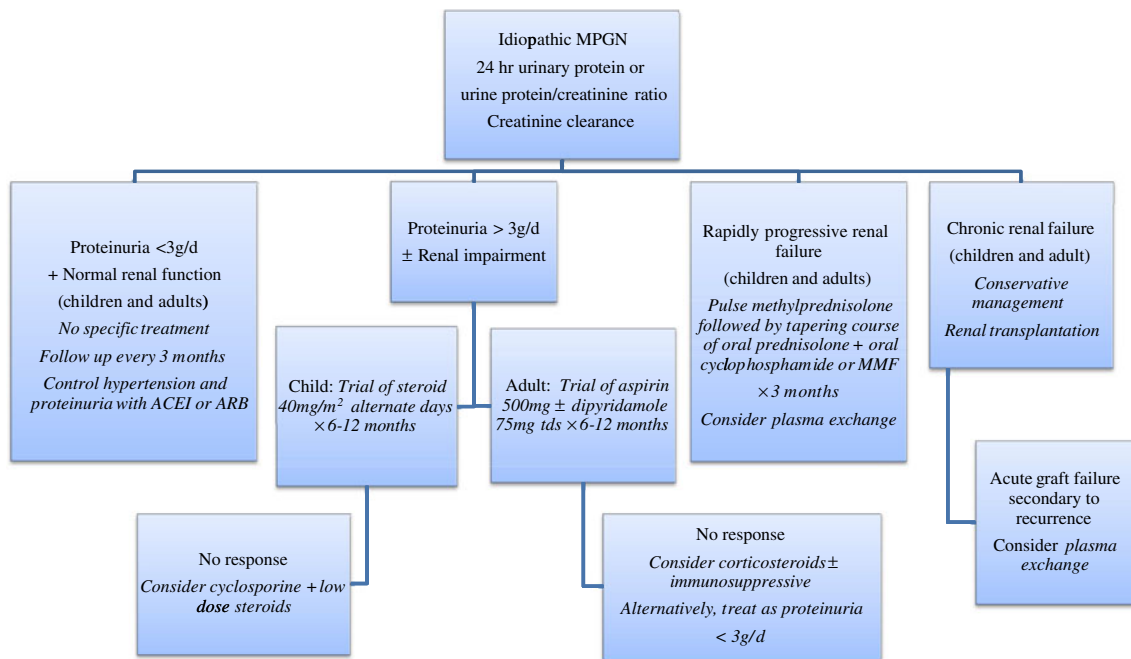 Idiopathic MPGN
24 hr urinary protein or
urine protein/creatinine ratio
Creatinine clearance
Proteinuria <3g/d
+ Normal renal function
(children and adults)
No specific treatment
Follow up every 3 months
Control hypertension and
proteinuria with ACEI or ARB
Proteinuria > 3g/d
± Renal impairment
Child: Trial of steroid
40mg/m² alternate days
×6-12 months
No response
Consider cyclosporine + low
dose steroids
Adult: Trial of aspirin
500mg ± dipyridamole
75mg tds ×6-12 months
No response
Consider corticosteroids ±
immunosuppressive
Alternatively, treat as proteinuria
< 3g/d
Rapidly progressive renal
failure
(children and adults)
Pulse methylprednisolone
followed by tapering course
of oral prednisolone + oral
cyclophosphamide or MMF
×3 months
Consider plasma exchange
Chronic renal failure
(children and adult)
Conservative
management
Renal transplantation
Acute graft failure
secondary to
recurrence
Consider plasma
exchange